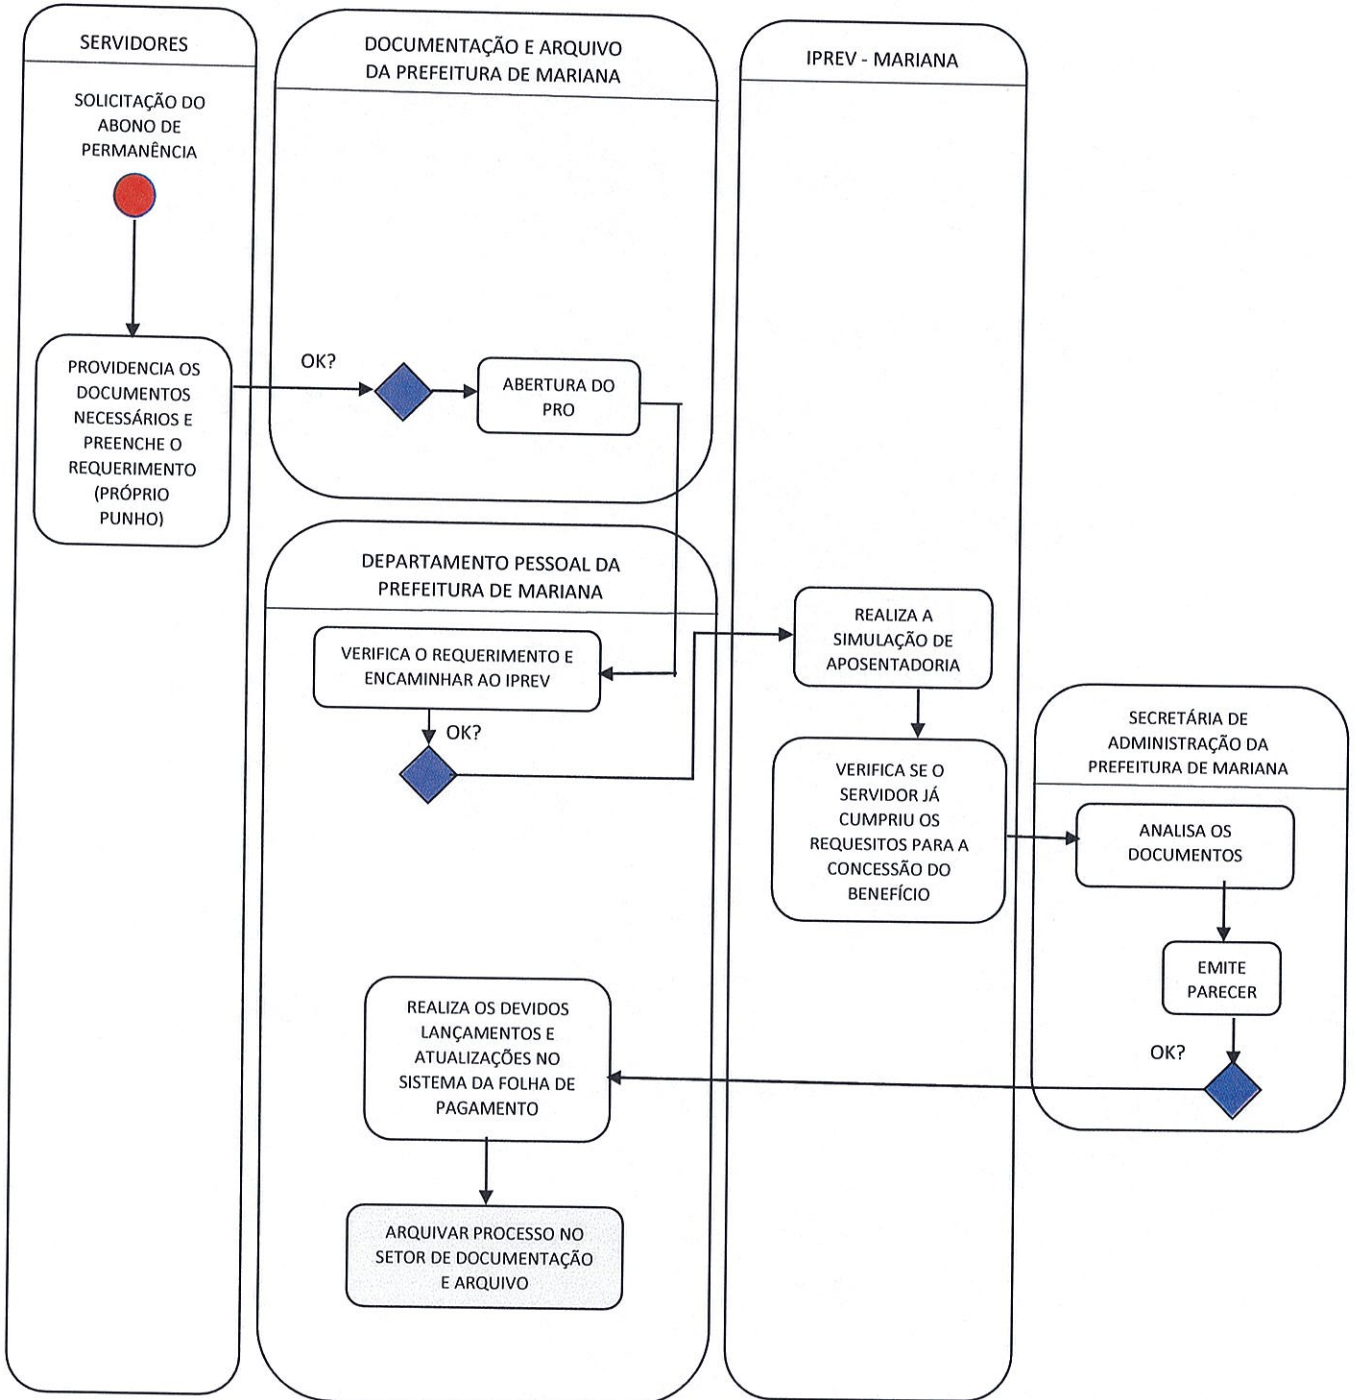 SERVIDORES
SOLICITAÇÃO DO
ABONO DE
PERMANÊNCIA
PROVIDENCIA OS
DOCUMENTOS
NECESSÁRIOS E
PREENCHE O
REQUERIMENTO
(PRÓPRIO
PUNHO)
DOCUMENTAÇÃO E ARQUIVO
DA PREFEITURA DE MARIANA
OK?
ABERTURA DO
PRO
DEPARTAMENTO PESSOAL DA
PREFEITURA DE MARIANA
VERIFICA O REQUERIMENTO E
ENCAMINHAR AO IPREV
OK?
IPREV - MARIANA
REALIZA A
SIMULAÇÃO DE
APOSENTADORIA
VERIFICA SE O
SERVIDOR JÁ
CUMPRIU OS
REQUESITOS PARA A
CONCESSÃO DO
BENEFÍCIO
SECRETÁRIA DE
ADMINISTRAÇÃO DA
PREFEITURA DE MARIANA
ANALISA OS
DOCUMENTOS
EMITE
PARECER
OK?
REALIZA OS DEVIDOS
LANÇAMENTOS E
ATUALIZAÇÕES NO
SISTEMA DA FOLHA DE
PAGAMENTO
ARQUIVAR PROCESSO NO
SETOR DE DOCUMENTAÇÃO
E ARQUIVO